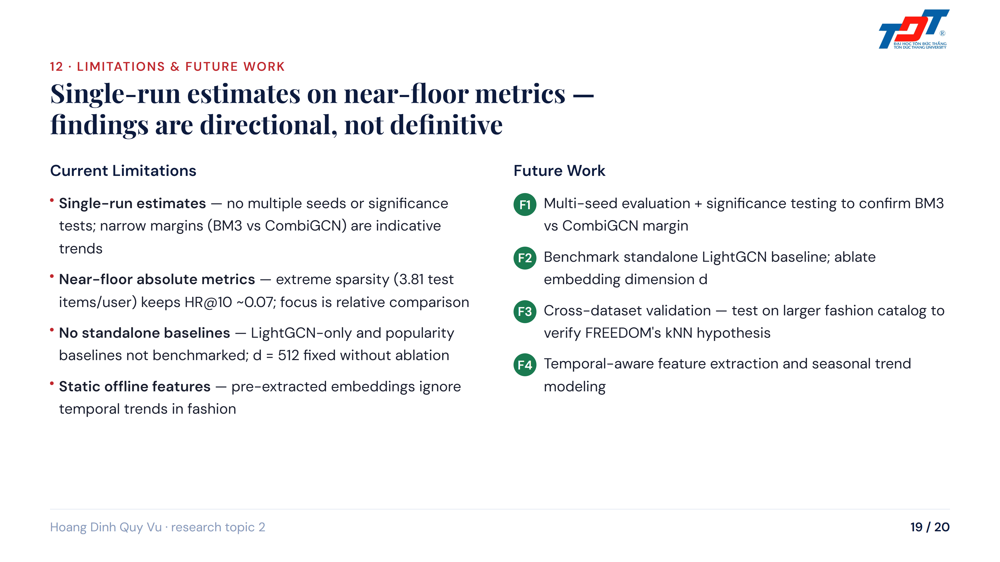 TDT®
ĐẠI HỌC TÔN ĐỨC THẮNG
TON DUC THANG UNIVERSITY
12 · LIMITATIONS & FUTURE WORK
Single-run estimates on near-floor metrics —
findings are directional, not definitive
Current Limitations
• Single-run estimates — no multiple seeds or significance
tests; narrow margins (BM3 vs CombiGCN) are indicative
trends
• Near-floor absolute metrics — extreme sparsity (3.81 test
items/user) keeps HR@10 ~0.07; focus is relative comparison
• No standalone baselines — LightGCN-only and popularity
baselines not benchmarked; d = 512 fixed without ablation
• Static offline features — pre-extracted embeddings ignore
temporal trends in fashion
Future Work
F1 Multi-seed evaluation + significance testing to confirm BM3
vs CombiGCN margin
F2 Benchmark standalone LightGCN baseline; ablate
embedding dimension d
F3 Cross-dataset validation — test on larger fashion catalog to
verify FREEDOM's kNN hypothesis
F4 Temporal-aware feature extraction and seasonal trend
modeling
Hoang Dinh Quy Vu · research topic 2
19 / 20